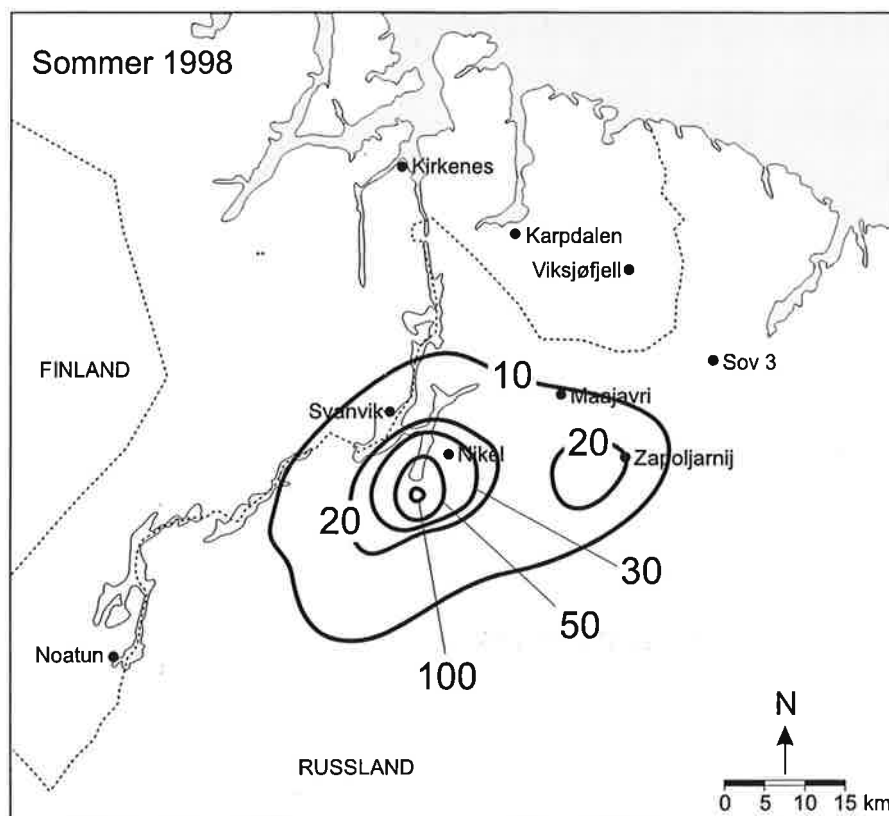 Sommer 1998
Kirkenes
Karpdalen
Viksjøfjell
Sov 3
FINLAND
10
Maajavri
Svanvik
20
Nikel
Zapoljarnij
20
30
50
Noatun
100
N
RUSSLAND
0 5 10 15 km